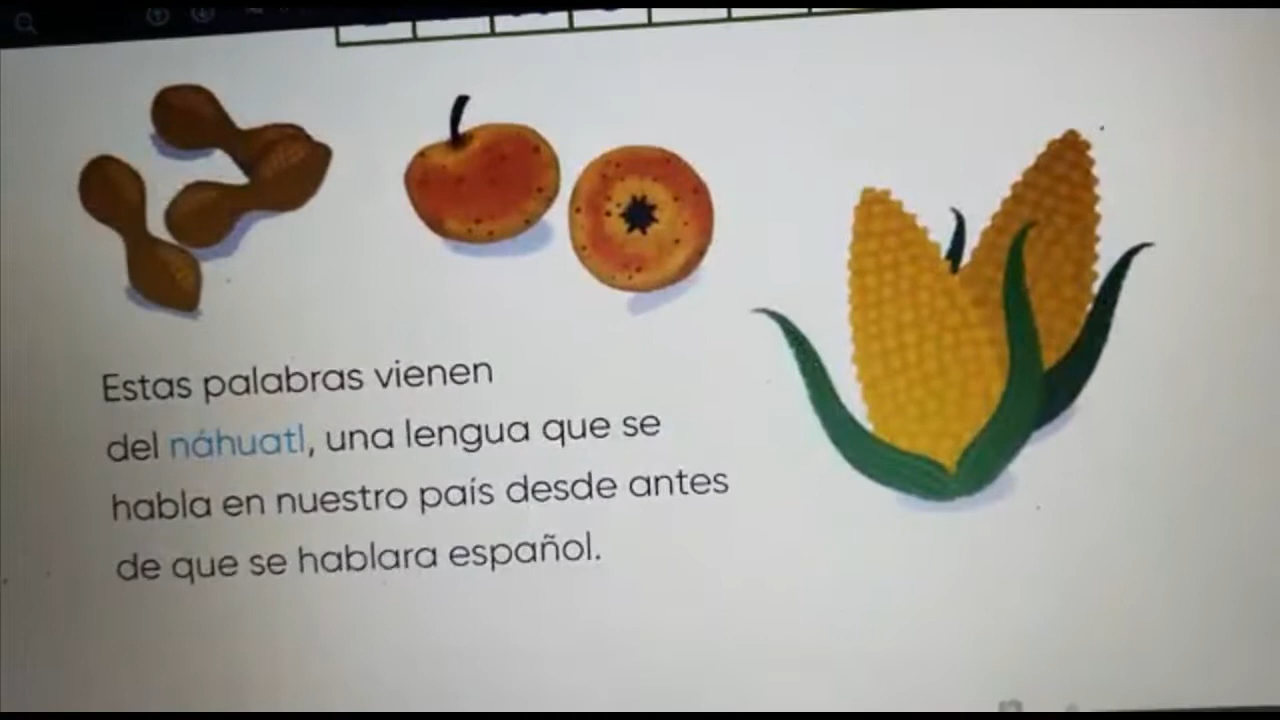 Estas palabras vienen
del náhuatl, una lengua que se
habla en nuestro país desde antes
de que se hablara español.